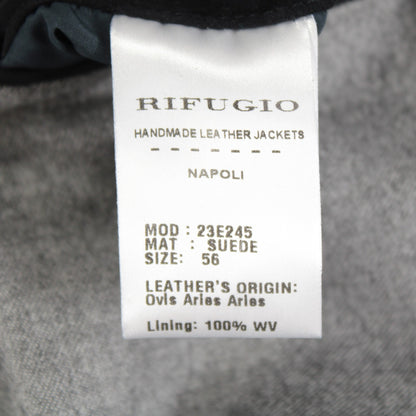 RIFUGIO
HANDMADE LEATHER JACKETS
- - - - - - -
NAPOLI
MOD : 23E245
MAT : SUEDE
SIZE: 56
LEATHER'S ORIGIN:
Ovis Aries Aries
Lining: 100% WV